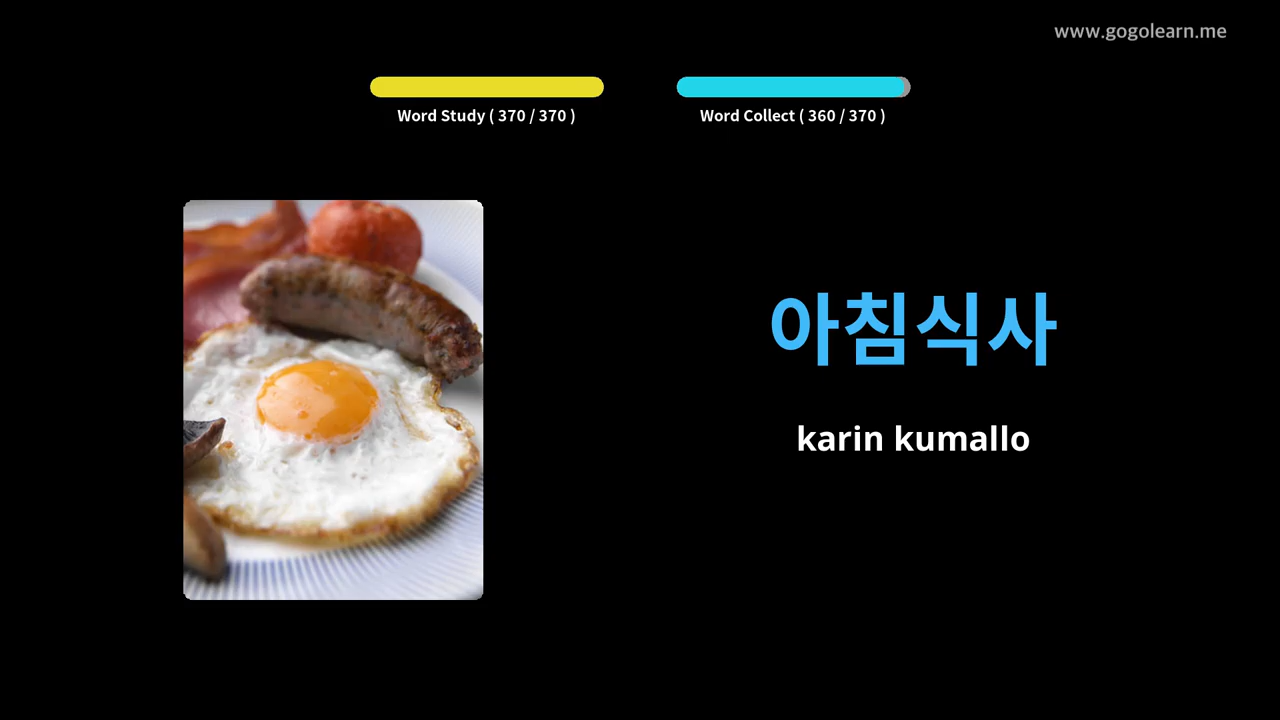 www.gogolearn.me
Word Study ( 370 / 370 )
Word Collect ( 360 / 370 )
아침식사
karin kumallo